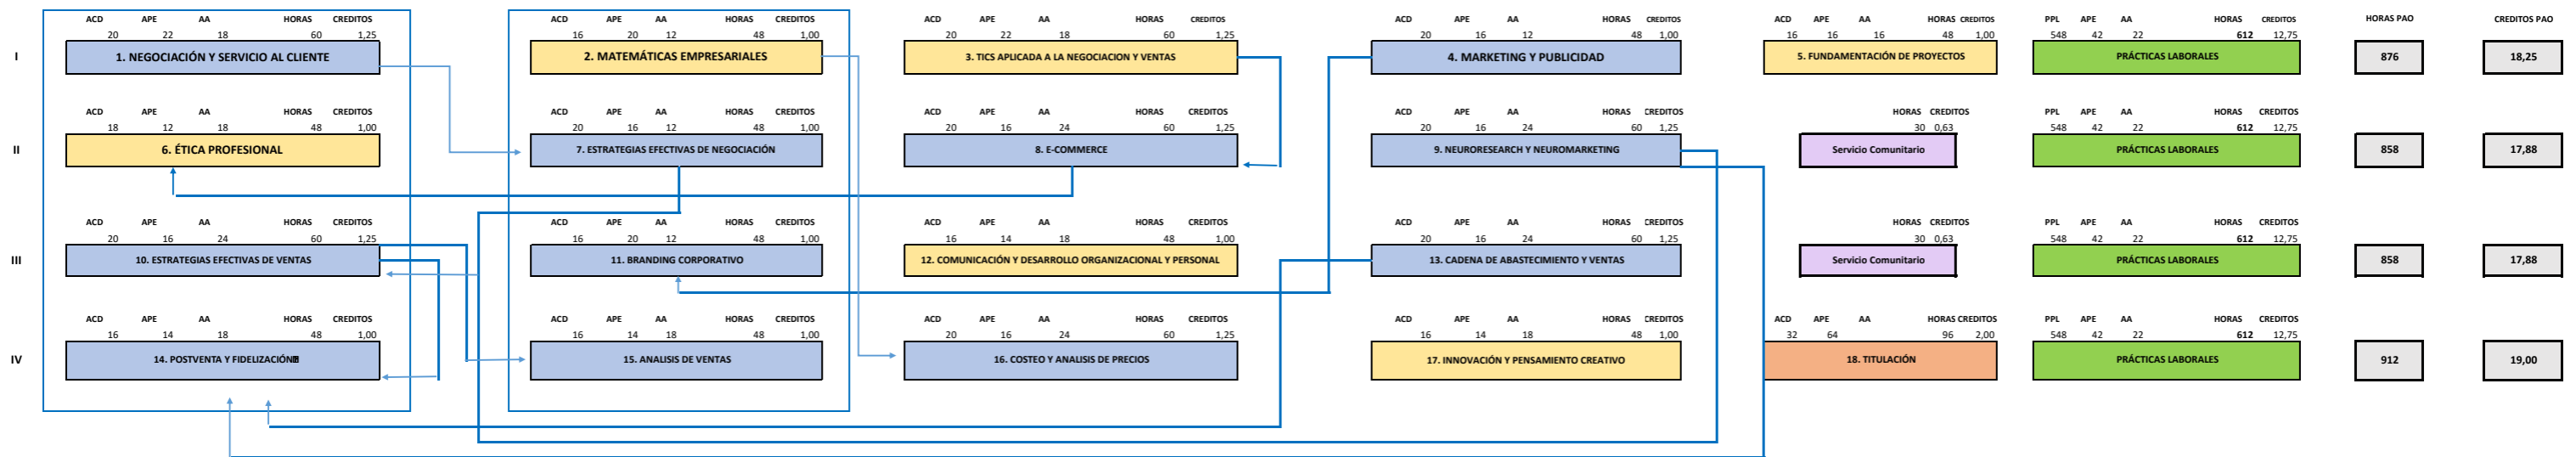 ACD APE AA HORAS CREDITOS ACD APE AA HORAS CREDITOS ACD APE AA HORAS CREDITOS ACD APE AA HORAS CREDITOS ACD APE AA HORAS CREDITOS PPL APE AA HORAS CREDITOS HORAS PAO CREDITOS PAO
20 22 18 60 1,25 16 20 12 48 1,00 20 22 18 60 1,25 20 16 12 48 1,00 16 16 16 48 1,00 548 42 22 612 12,75
I 1. NEGOCIACIÓN Y SERVICIO AL CLIENTE 2. MATEMÁTICAS EMPRESARIALES 3. TICS APLICADA A LA NEGOCIACION Y VENTAS 4. MARKETING Y PUBLICIDAD 5. FUNDAMENTACIÓN DE PROYECTOS PRÁCTICAS LABORALES 876 18,25
ACD APE AA HORAS CREDITOS ACD APE AA HORAS CREDITOS ACD APE AA HORAS CREDITOS ACD APE AA HORAS CREDITOS HORAS CREDITOS PPL APE AA HORAS CREDITOS
18 12 18 48 1,00 20 16 12 48 1,00 20 16 24 60 1,25 20 16 24 60 1,25 30 0,63 548 42 22 612 12,75
II 6. ÉTICA PROFESIONAL 7. ESTRATEGIAS EFECTIVAS DE NEGOCIACIÓN 8. E-COMMERCE 9. NEURORESEARCH Y NEUROMARKETING Servicio Comunitario PRÁCTICAS LABORALES 858 17,88
ACD APE AA HORAS CREDITOS ACD APE AA HORAS CREDITOS ACD APE AA HORAS CREDITOS ACD APE AA HORAS CREDITOS HORAS CREDITOS PPL APE AA HORAS CREDITOS
20 16 24 60 1,25 16 20 12 48 1,00 16 14 18 48 1,00 20 16 24 60 1,25 30 0,63 548 42 22 612 12,75
III 10. ESTRATEGIAS EFECTIVAS DE VENTAS 11. BRANDING CORPORATIVO 12. COMUNICACIÓN Y DESARROLLO ORGANIZACIONAL Y PERSONAL 13. CADENA DE ABASTECIMIENTO Y VENTAS Servicio Comunitario PRÁCTICAS LABORALES 858 17,88
ACD APE AA HORAS CREDITOS ACD APE AA HORAS CREDITOS ACD APE AA HORAS CREDITOS ACD APE AA HORAS CREDITOS ACD APE AA HORAS CREDITOS PPL APE AA HORAS CREDITOS
16 14 18 48 1,00 16 14 18 48 1,00 20 16 24 60 1,25 16 14 18 48 1,00 32 64 96 2,00 548 42 22 612 12,75
IV 14. POSTVENTA Y FIDELIZACIÓN 15. ANALISIS DE VENTAS 16. COSTEO Y ANALISIS DE PRECIOS 17. INNOVACIÓN Y PENSAMIENTO CREATIVO 18. TITULACIÓN PRÁCTICAS LABORALES 912 19,00